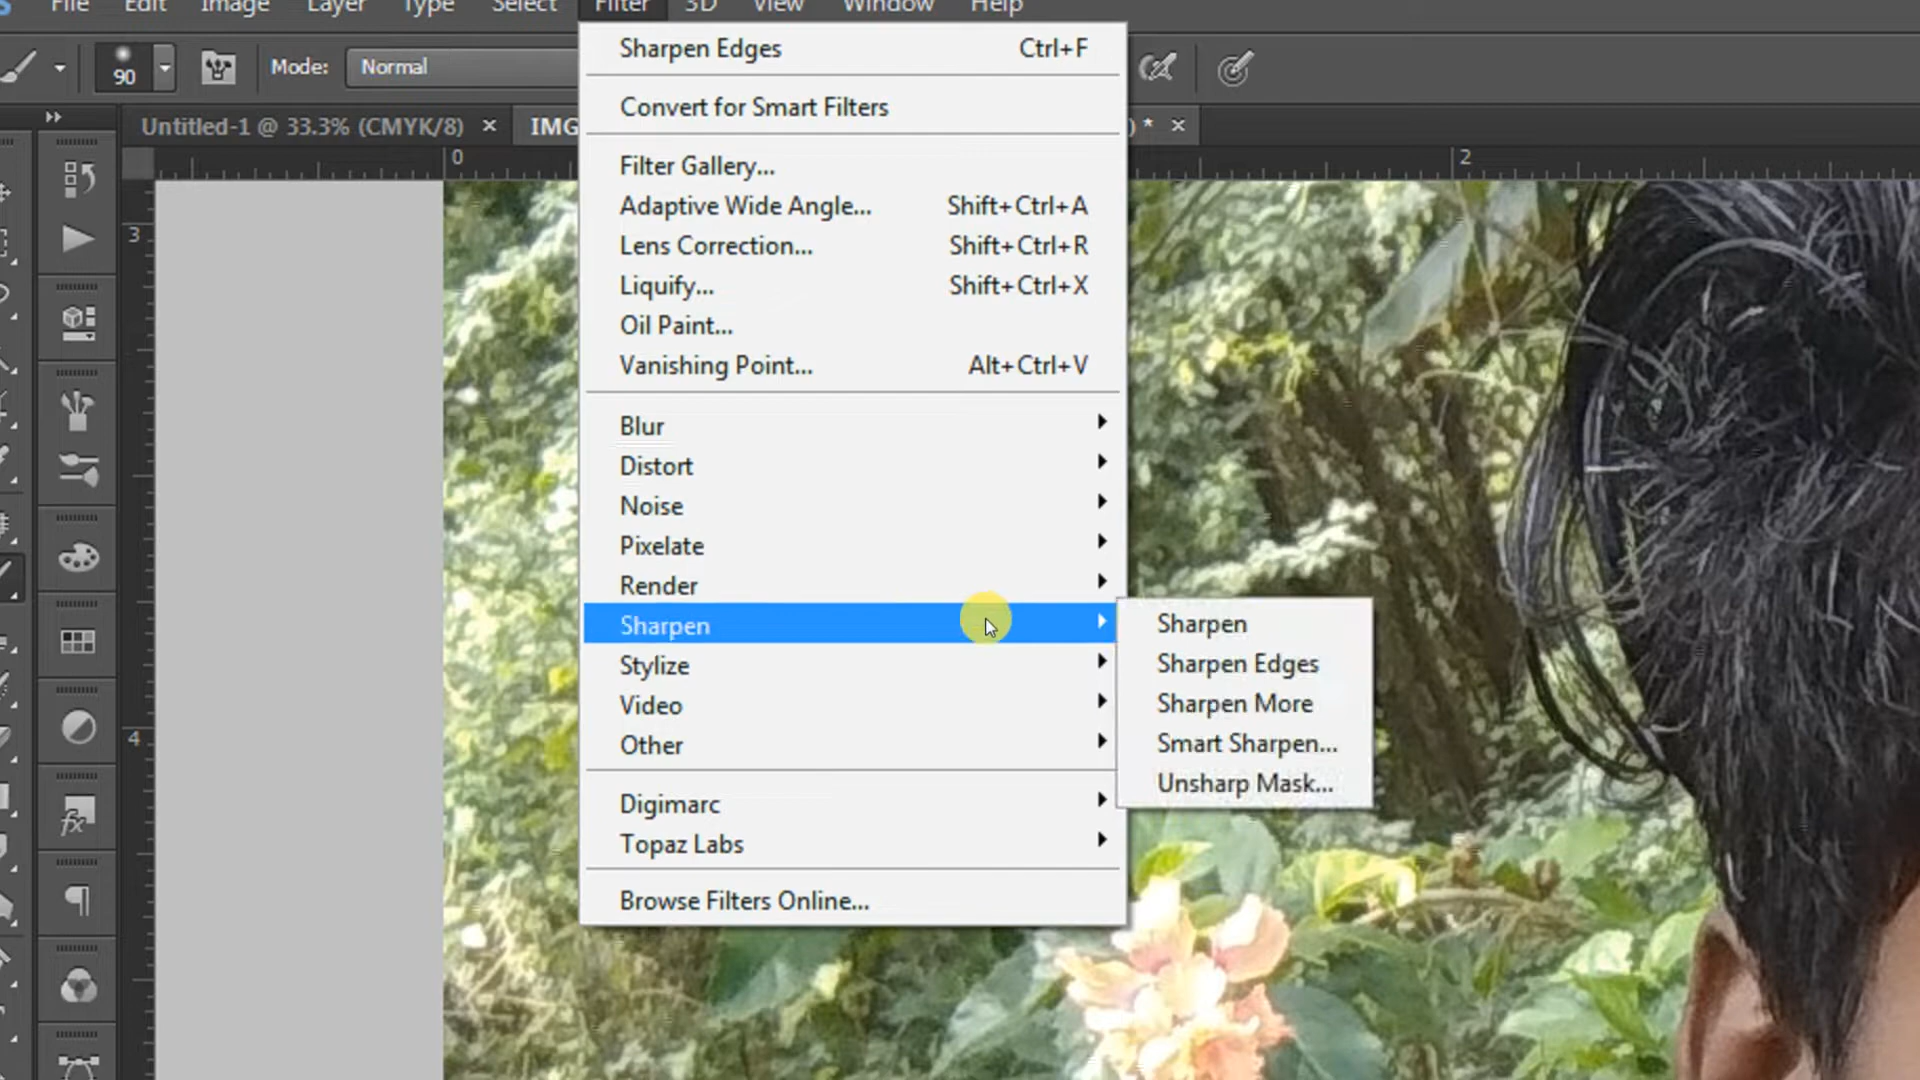 File Edit Image Layer Type Select Filter 3D View Window Help
90 Mode: Normal
Untitled-1 @ 33.3% (CMYK/8) × IMG ) * ×
0 2
3
4
Sharpen Edges Ctrl+F
Convert for Smart Filters
Filter Gallery...
Adaptive Wide Angle... Shift+Ctrl+A
Lens Correction... Shift+Ctrl+R
Liquify... Shift+Ctrl+X
Oil Paint...
Vanishing Point... Alt+Ctrl+V
Blur
Distort
Noise
Pixelate
Render
Sharpen
Stylize
Video
Other
Digimarc
Topaz Labs
Browse Filters Online...
Sharpen
Sharpen Edges
Sharpen More
Smart Sharpen...
Unsharp Mask...